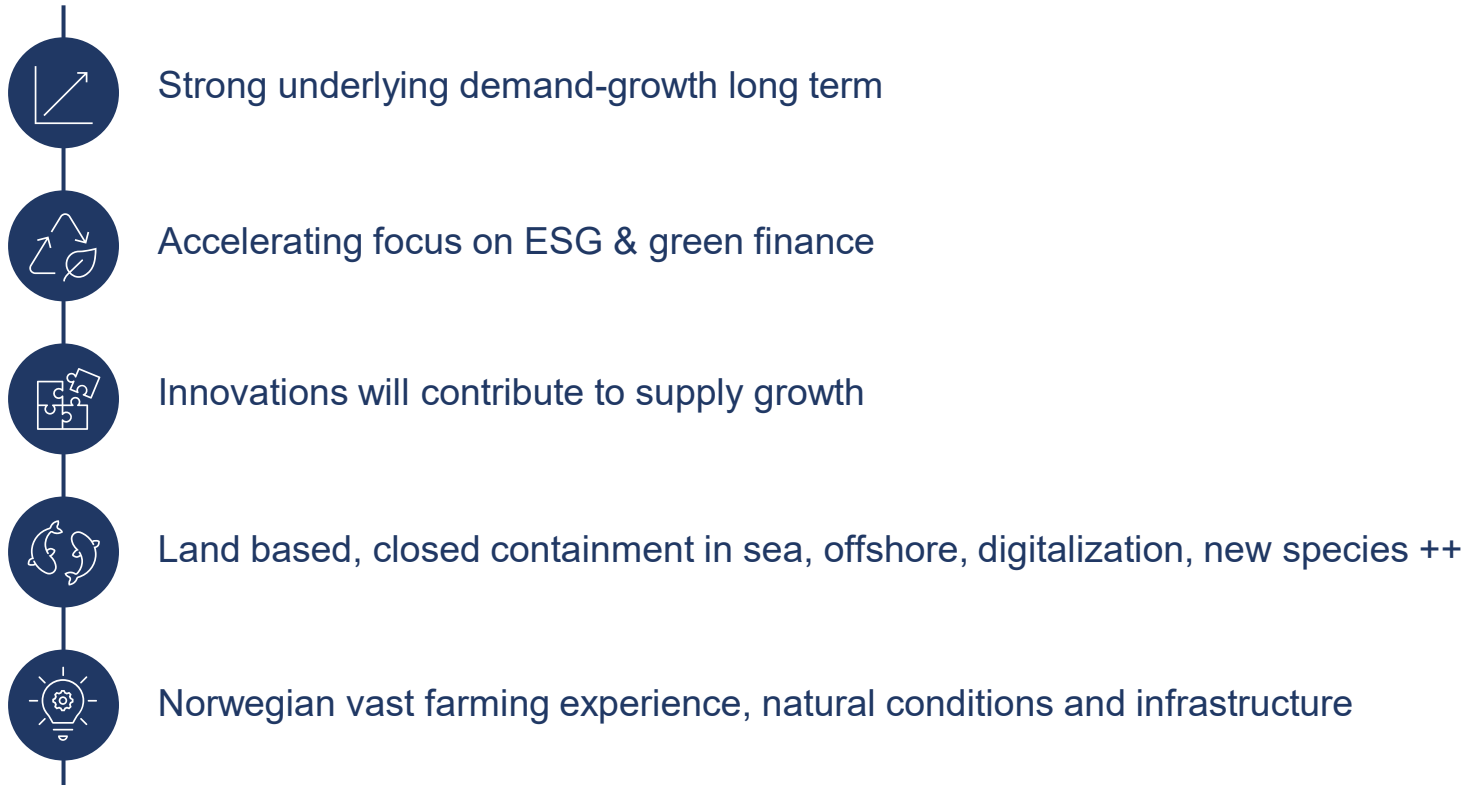 Strong underlying demand-growth long term
Accelerating focus on ESG & green finance
Innovations will contribute to supply growth
Land based, closed containment in sea, offshore, digitalization, new species ++
Norwegian vast farming experience, natural conditions and infrastructure